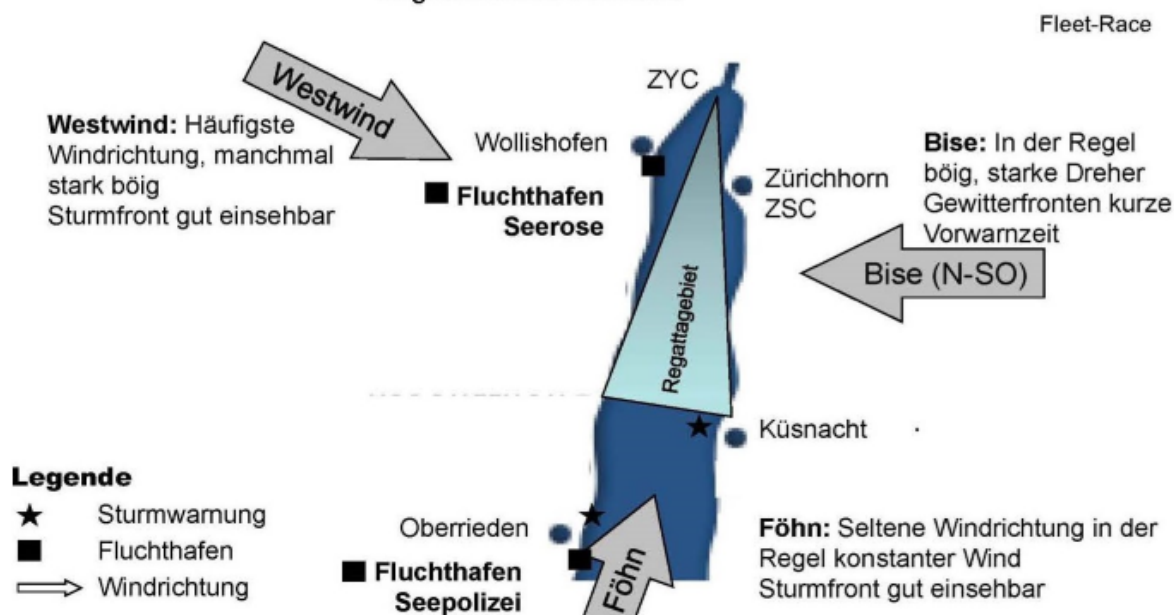 Fleet-Race
Westwind
ZYC
Westwind: Häufigste
Windrichtung, manchmal
stark böig
Sturmfront gut einsehbar
Wollishofen
Fluchthafen
Seerose
Zürichhorn
ZSC
Bise: In der Regel
böig, starke Dreher
Gewitterfronten kurze
Vorwarnzeit
Bise (N-SO)
Regattagebiet
Küsnacht
Legende
Sturmwarnung
Fluchthafen
Windrichtung
Oberrieden
Fluchthafen
Seepolizei
Föhn
Föhn: Seltene Windrichtung in der
Regel konstanter Wind
Sturmfront gut einsehbar